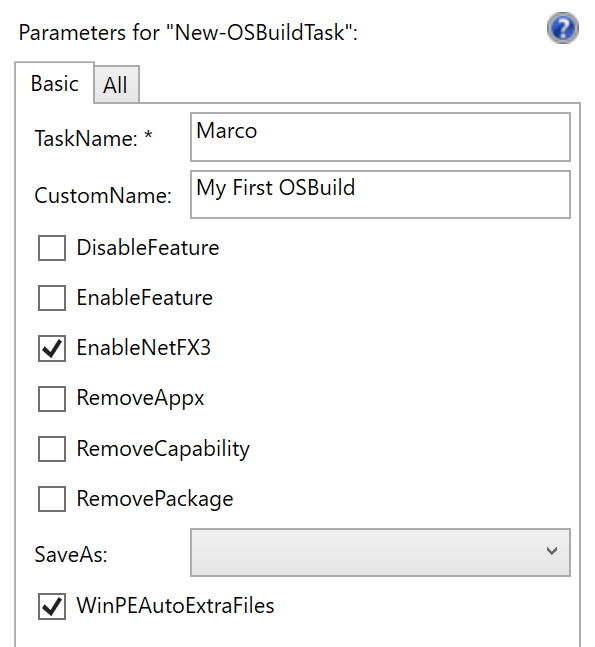 Parameters for "New-OSBuildTask":
?
Basic All
TaskName: * Marco
CustomName: My First OSBuild
DisableFeature
EnableFeature
EnableNetFX3
RemoveAppx
RemoveCapability
RemovePackage
SaveAs:
WinPEAutoExtraFiles